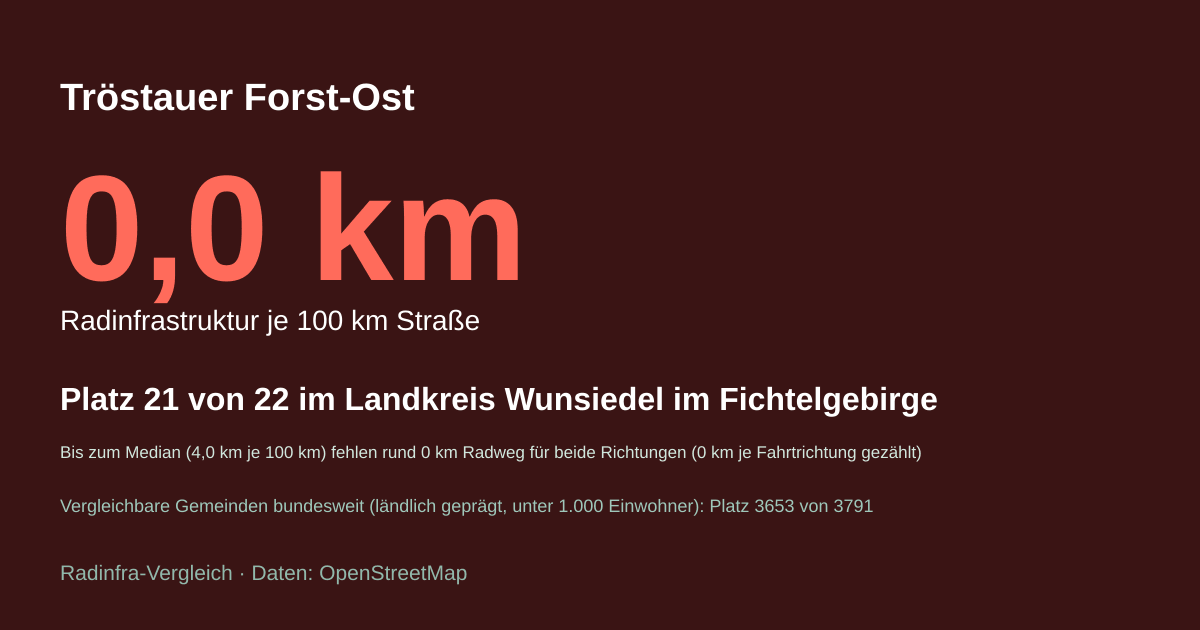 Tröstauer Forst-Ost
0,0 km
Radinfrastruktur je 100 km Straße
Platz 21 von 22 im Landkreis Wunsiedel im Fichtelgebirge
Bis zum Median (4,0 km je 100 km) fehlen rund 0 km Radweg für beide Richtungen (0 km je Fahrtrichtung gezählt)
Vergleichbare Gemeinden bundesweit (ländlich geprägt, unter 1.000 Einwohner): Platz 3653 von 3791
Radinfra-Vergleich · Daten: OpenStreetMap